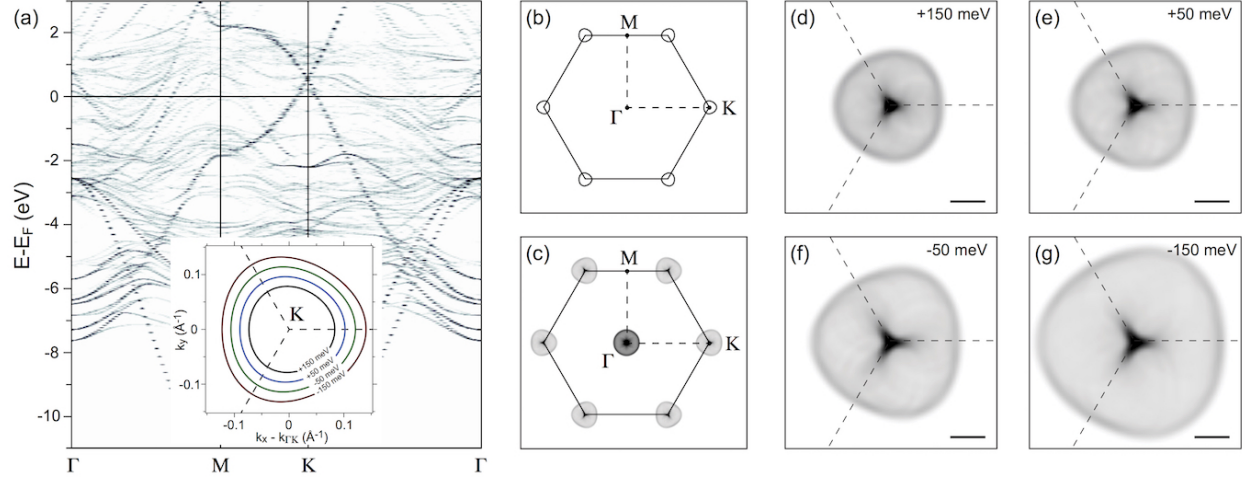 (a)
2
0
-2
-4
-6
-8
-10
E-E_F (eV)
Γ
M
K
Γ
0.1
0
-0.1
k_y (Å⁻¹)
K
+150 meV
+50 meV
-50 meV
-150 meV
-0.1
0
0.1
k_x - k_ΓK (Å⁻¹)
(b)
M
Γ
K
(c)
M
Γ
K
(d)
+150 meV
(e)
+50 meV
(f)
-50 meV
(g)
-150 meV